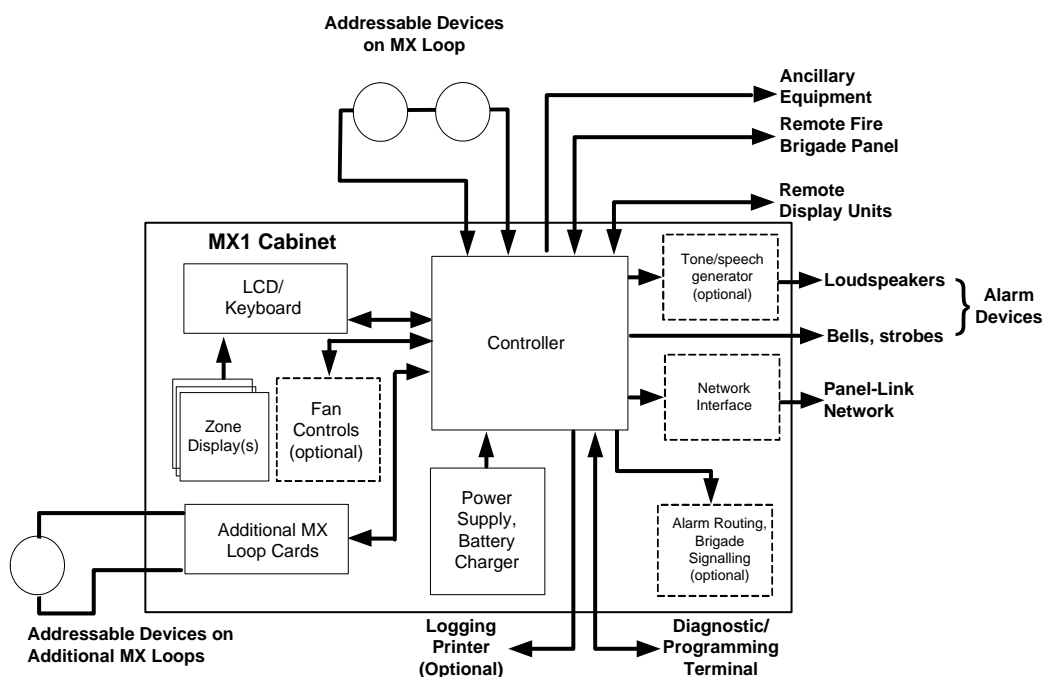 Addressable Devices
on MX Loop
Ancillary
Equipment
Remote Fire
Brigade Panel
Remote
Display Units
MX1 Cabinet
LCD/
Keyboard
Controller
Tone/speech
generator
(optional)
Loudspeakers
Alarm
Devices
Bells, strobes
Zone
Display(s)
Fan
Controls
(optional)
Network
Interface
Panel-Link
Network
Additional MX
Loop Cards
Power
Supply,
Battery
Charger
Alarm Routing,
Brigade
Signalling
(optional)
Addressable Devices on
Additional MX Loops
Logging
Printer
(Optional)
Diagnostic/
Programming
Terminal